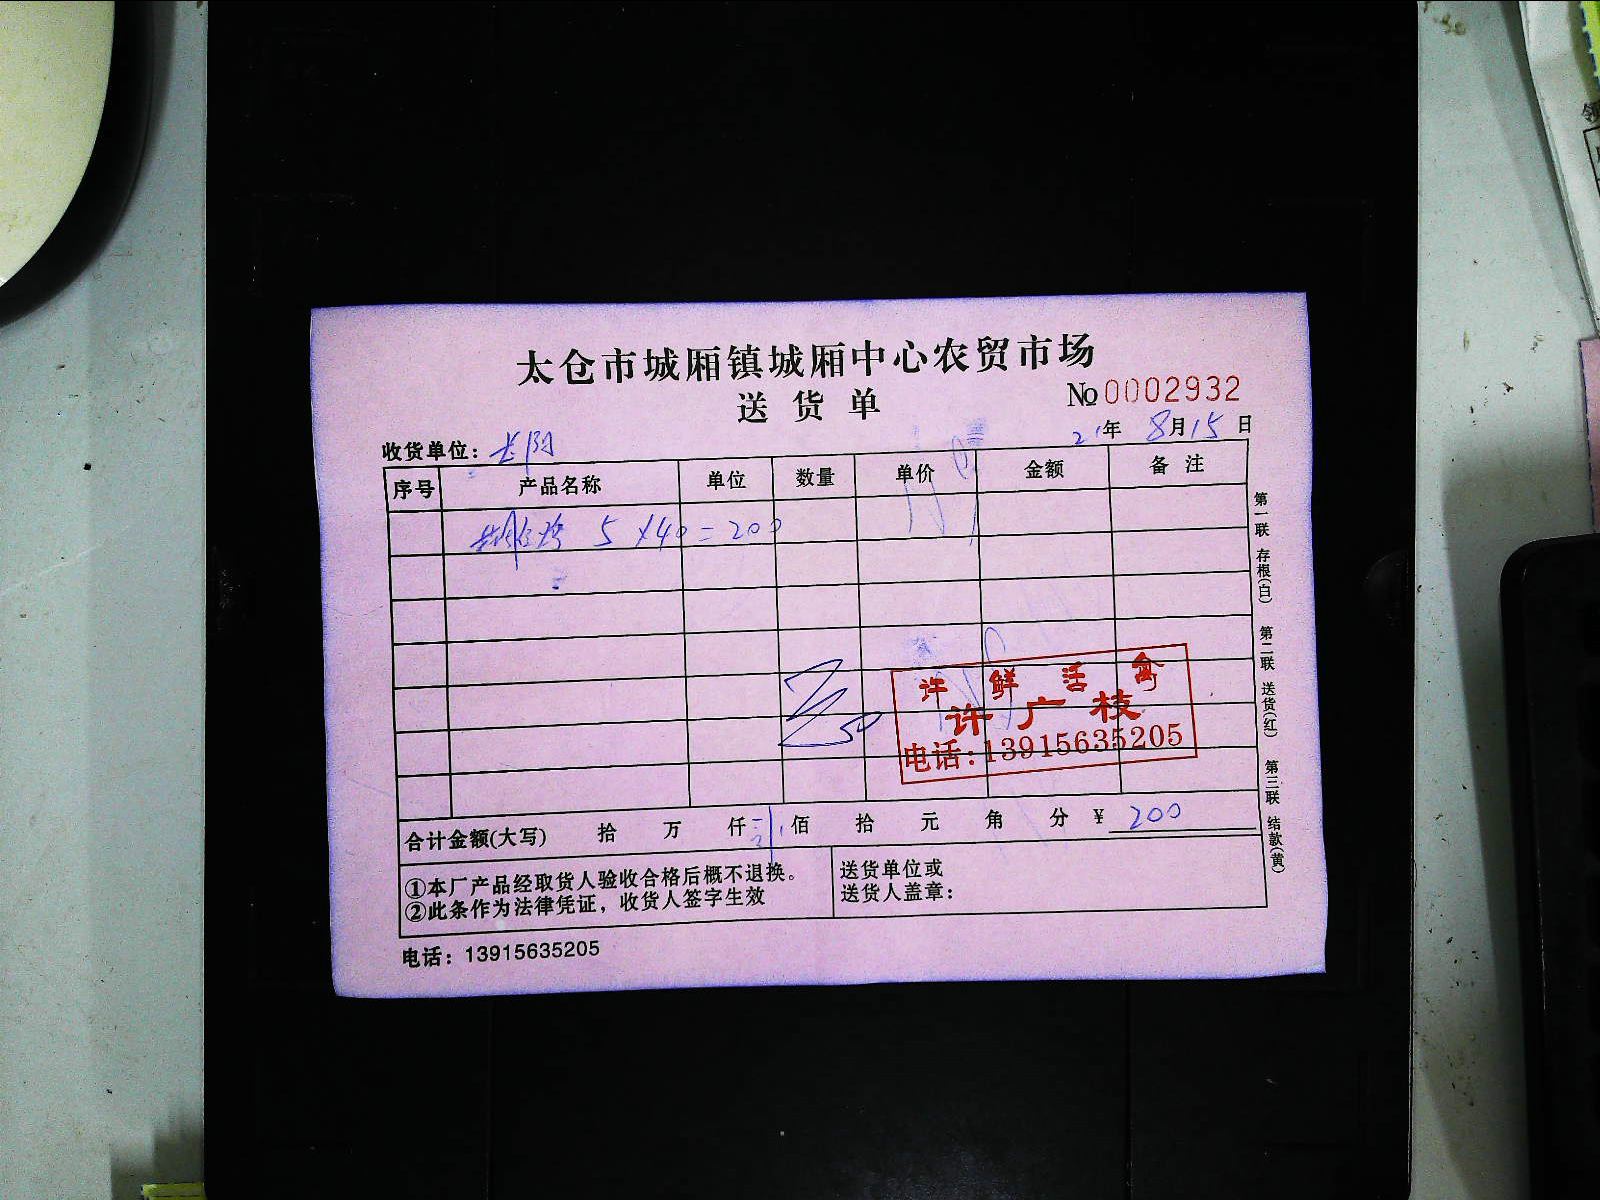 太仓市城厢镇城厢中心农贸市场
送货单
№0002932
收货单位：长阳
21年 8月15日
序号 产品名称 单位 数量 单价 金额 备注
5 ×40=200
许鲜活禽
许广枝
电话:13915635205
合计金额(大写) 拾 万 仟 佰 拾 元 角 分 ¥ 200
①本厂产品经取货人验收合格后概不退换。
②此条作为法律凭证，收货人签字生效
送货单位或
送货人盖章：
电话：13915635205
第一联 存根(白) 第二联 送货(红) 第三联 结款(黄)